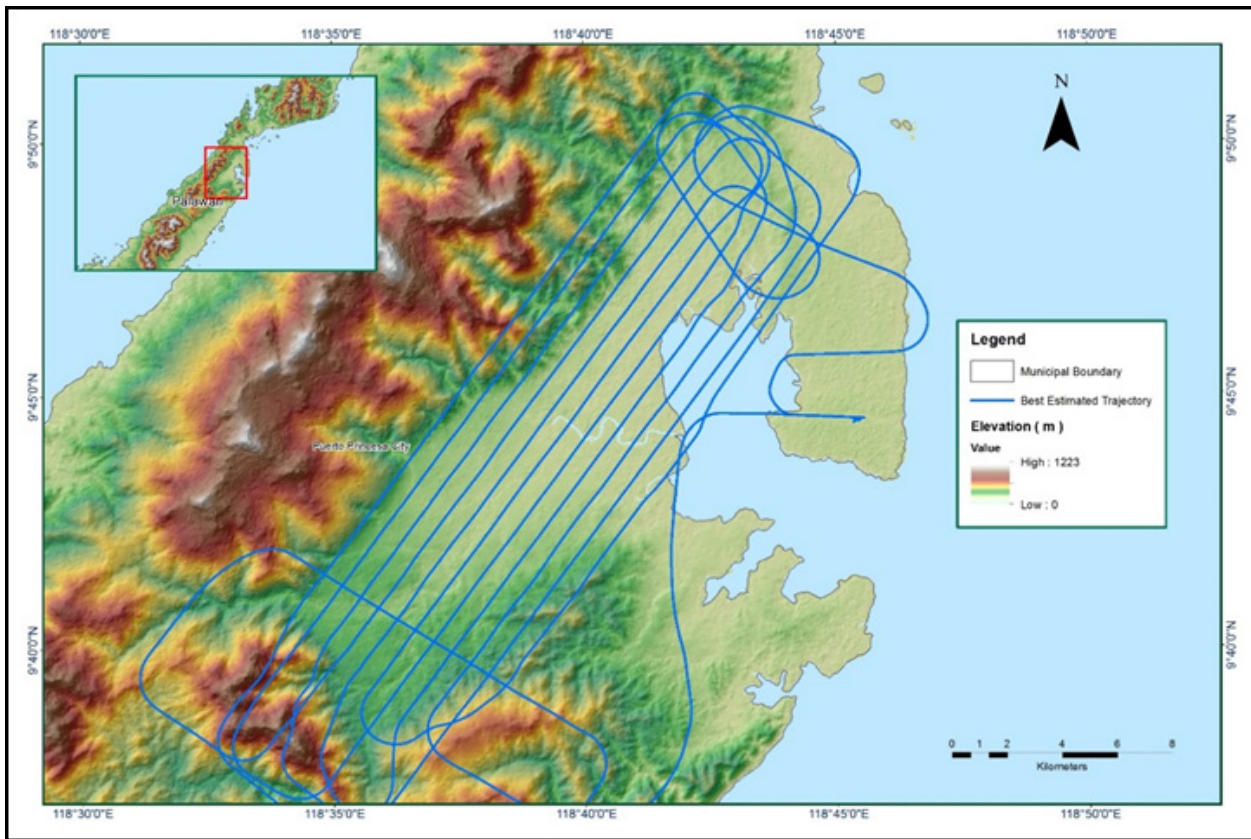 118°30'0"E 118°35'0"E 118°40'0"E 118°45'0"E 118°50'0"E
N
9°50'0"N 9°50'0"N
Palawan
Legend
Municipal Boundary
Best Estimated Trajectory
9°45'0"N 9°45'0"N
Elevation ( m )
Value
High : 1223
Low : 0
Puerto Princesa City
9°40'0"N 9°40'0"N
0 1 2 4 6 8
Kilometers
118°30'0"E 118°35'0"E 118°40'0"E 118°45'0"E 118°50'0"E